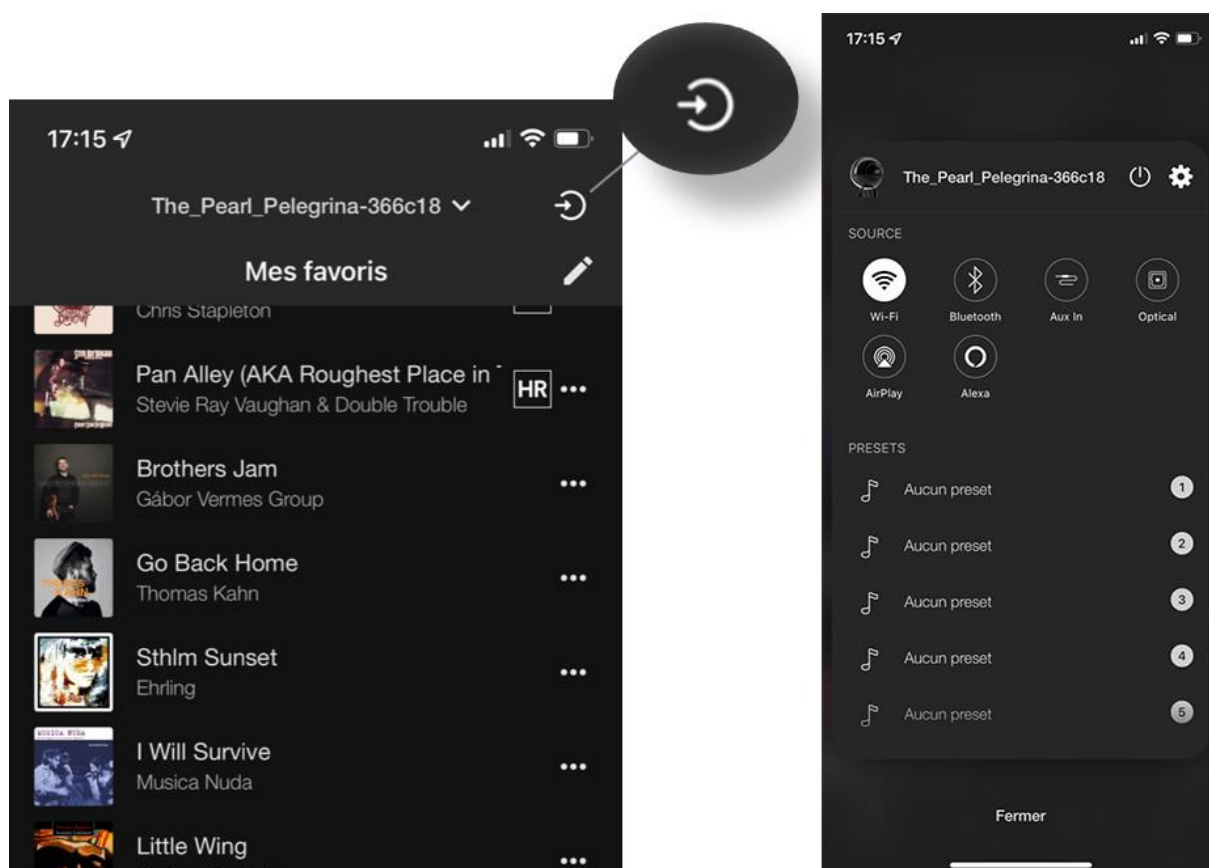 17:15
The_Pearl_Pelegrina-366c18
Mes favoris
Chris Stapleton
Pan Alley (AKA Roughest Place in
HR
Stevie Ray Vaughan & Double Trouble
Brothers Jam
Gábor Vermes Group
Go Back Home
Thomas Kahn
Sthlm Sunset
Ehrling
MUSICA NUDA
I Will Survive
Musica Nuda
Little Wing
17:15
The_Pearl_Pelegrina-366c18
SOURCE
Wi-Fi
Bluetooth
Aux In
Optical
AirPlay
Alexa
PRESETS
Aucun preset 1
Aucun preset 2
Aucun preset 3
Aucun preset 4
Aucun preset 5
Fermer